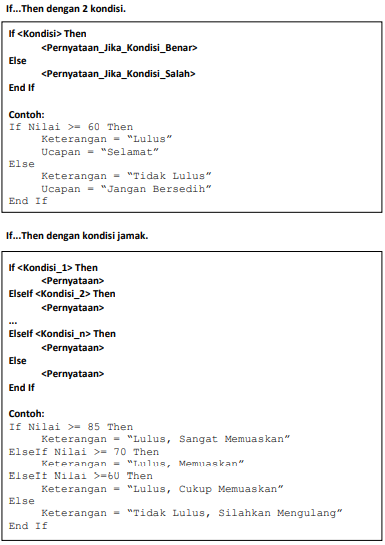 If...Then dengan 2 kondisi.
If <Kondisi> Then
<Pernyataan_Jika_Kondisi_Benar>
Else
<Pernyataan_Jika_Kondisi_Salah>
End If
Contoh:
If Nilai >= 60 Then
Keterangan = “Lulus”
Ucapan = “Selamat”
Else
Keterangan = “Tidak Lulus”
Ucapan = “Jangan Bersedih”
End If
If...Then dengan kondisi jamak.
If <Kondisi_1> Then
<Pernyataan>
ElseIf <Kondisi_2> Then
<Pernyataan>
...
ElseIf <Kondisi_n> Then
<Pernyataan>
Else
<Pernyataan>
End If
Contoh:
If Nilai >= 85 Then
Keterangan = “Lulus, Sangat Memuaskan”
ElseIf Nilai >= 70 Then
Keterangan = “Lulus, Memuaskan”
ElseIf Nilai >=60 Then
Keterangan = “Lulus, Cukup Memuaskan”
Else
Keterangan = “Tidak Lulus, Silahkan Mengulang”
End If